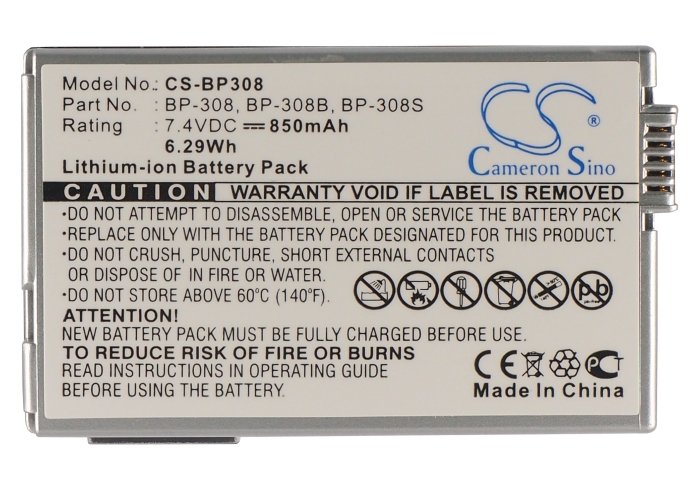 Model No.: CS-BP308
Part No. : BP-308, BP-308B, BP-308S
Rating : 7.4VDC 850mAh
6.29Wh
Lithium-ion Battery Pack
CS
®
Cameron Sino
CAUTION WARRANTY VOID IF LABEL IS REMOVED
•DO NOT ATTEMPT TO DISASSEMBLE, OPEN OR SERVICE THE BATTERY PACK
•REPLACE ONLY WITH A BATTERY PACK DESIGNATED FOR THIS PRODUCT.
•DO NOT CRUSH, PUNCTURE, SHORT EXTERNAL CONTACTS
OR DISPOSE OF IN FIRE OR WATER.
•DO NOT STORE ABOVE 60°C (140°F).
Pb
ATTENTION!
NEW BATTERY PACK MUST BE FULLY CHARGED BEFORE USE
TO REDUCE RISK OF FIRE OR BURNS
READ INSTRUCTIONS IN OPERATING GUIDE
BEFORE USING THE BATTERY.
CE
Made In China